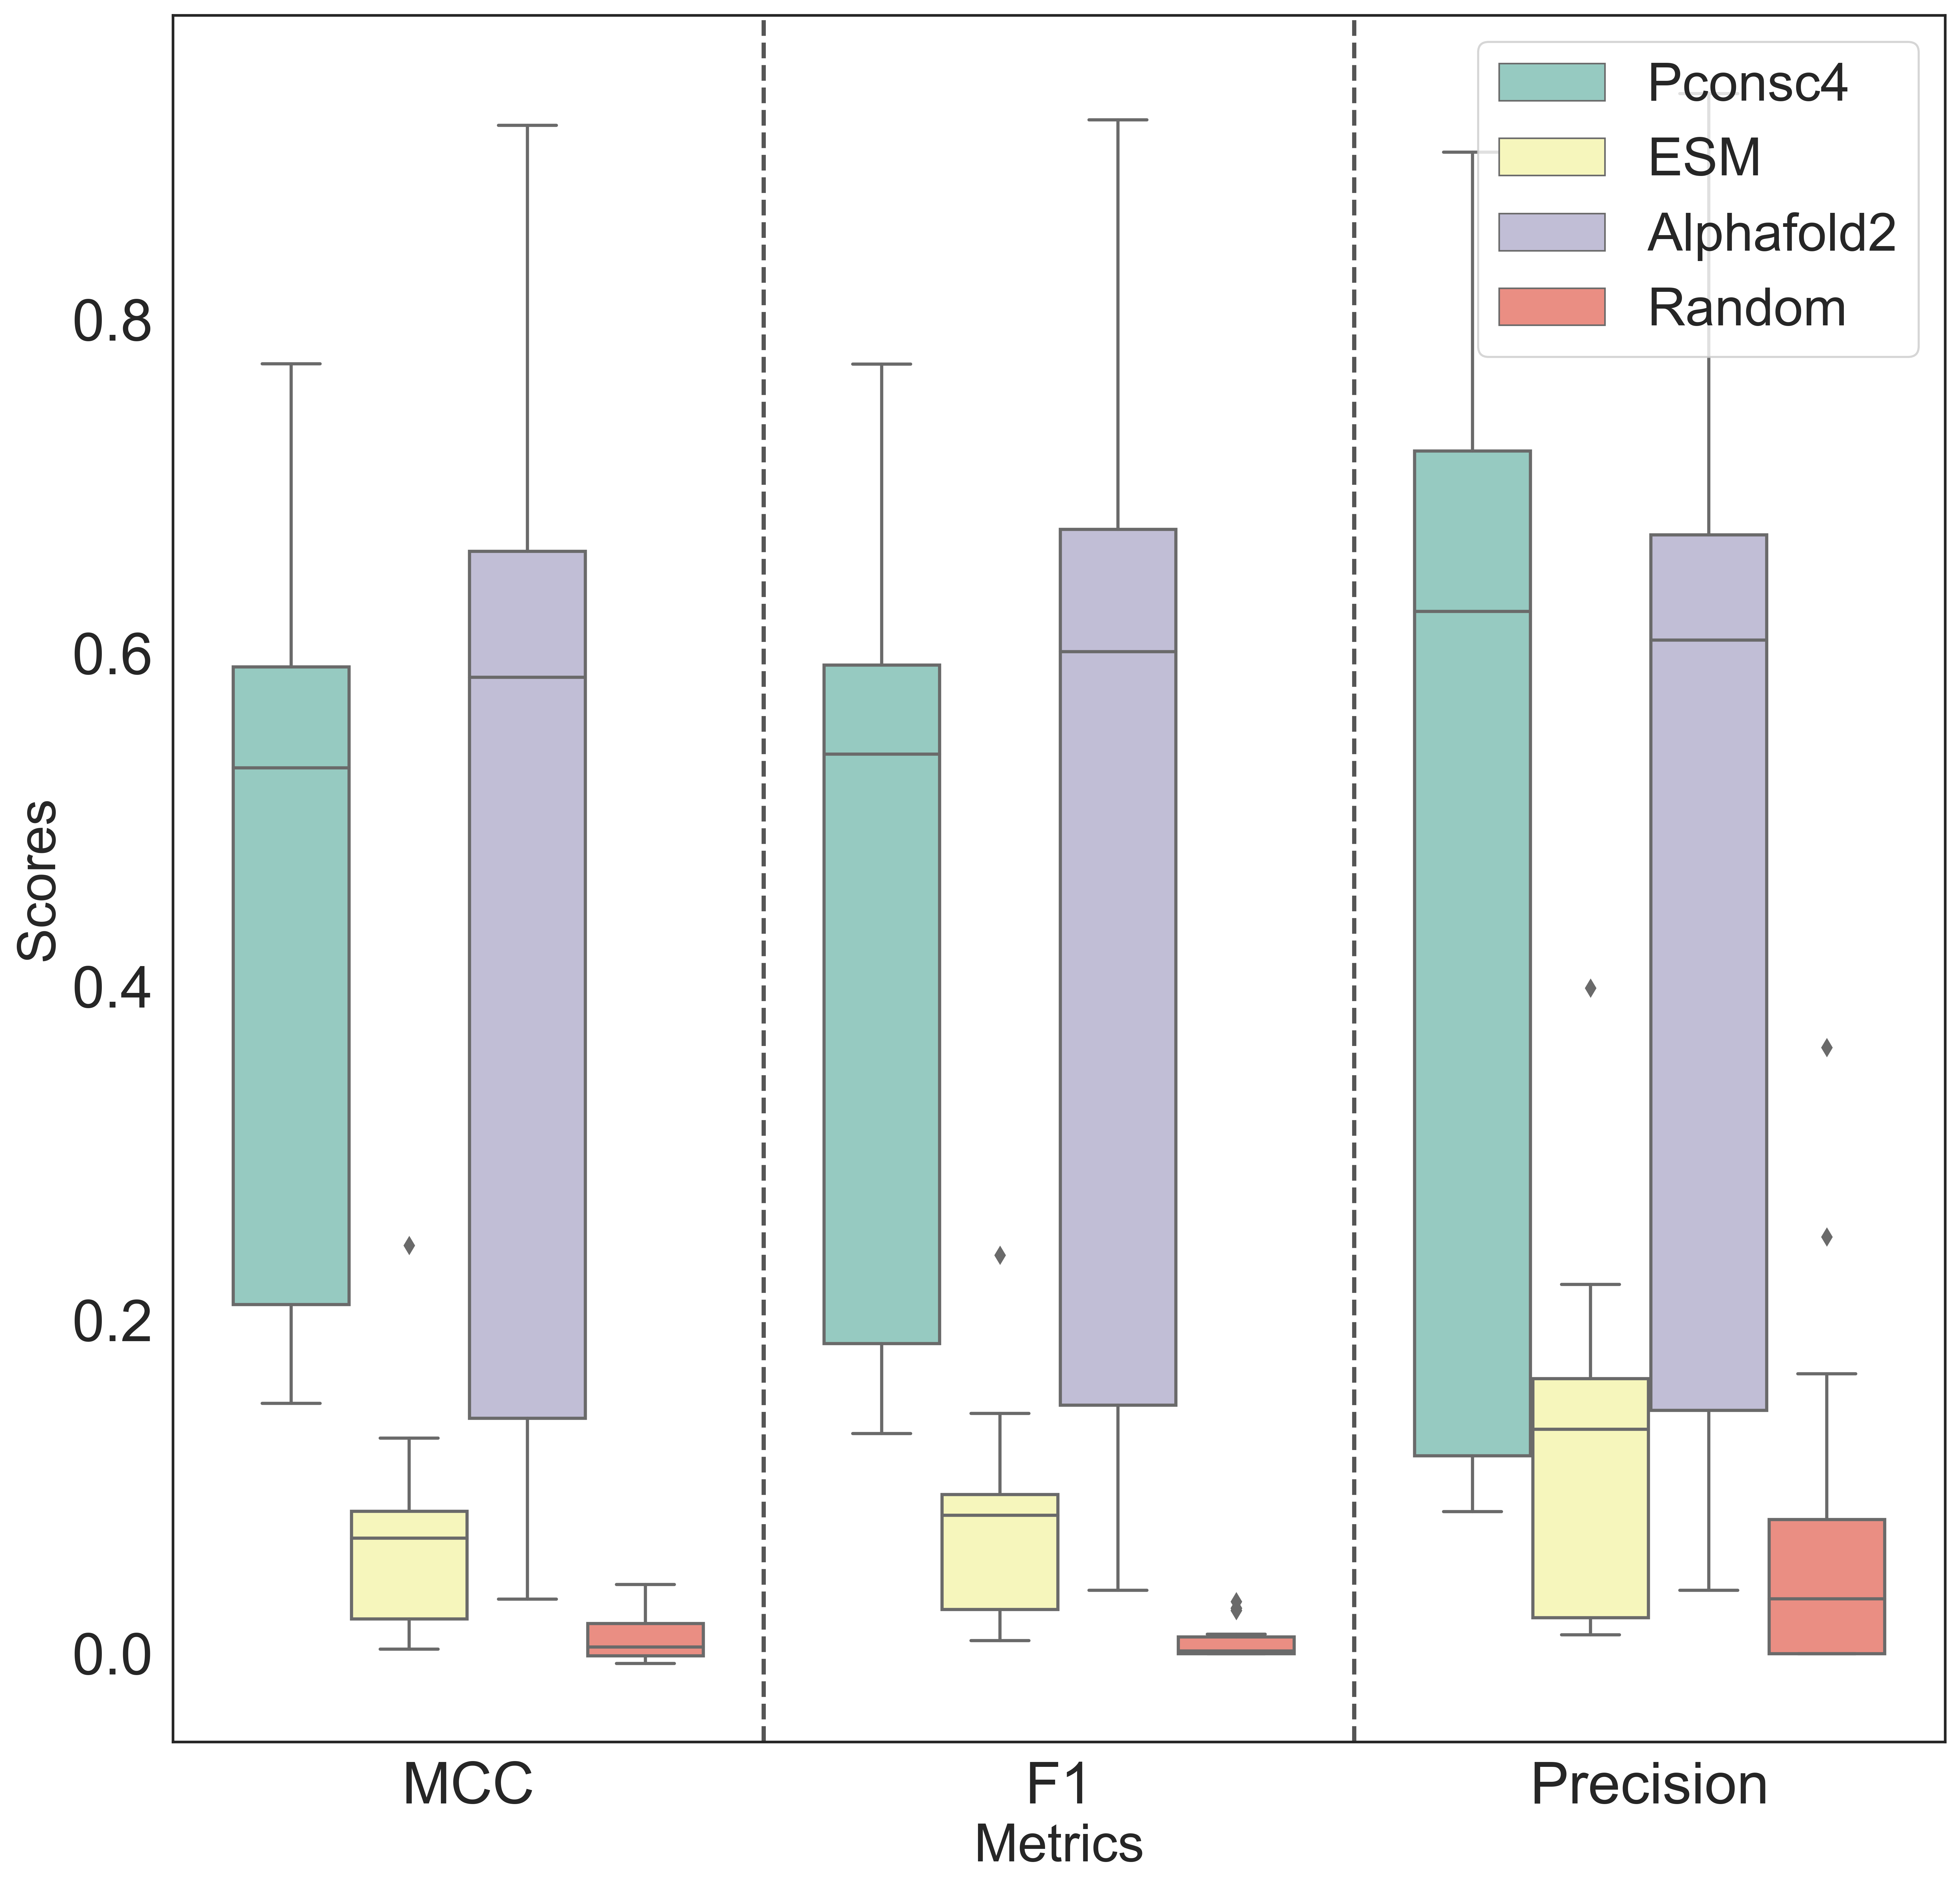 Pconsc4
ESM
Alphafold2
Random
0.8
0.6
0.4
0.2
0.0
Scores
MCC
F1
Precision
Metrics